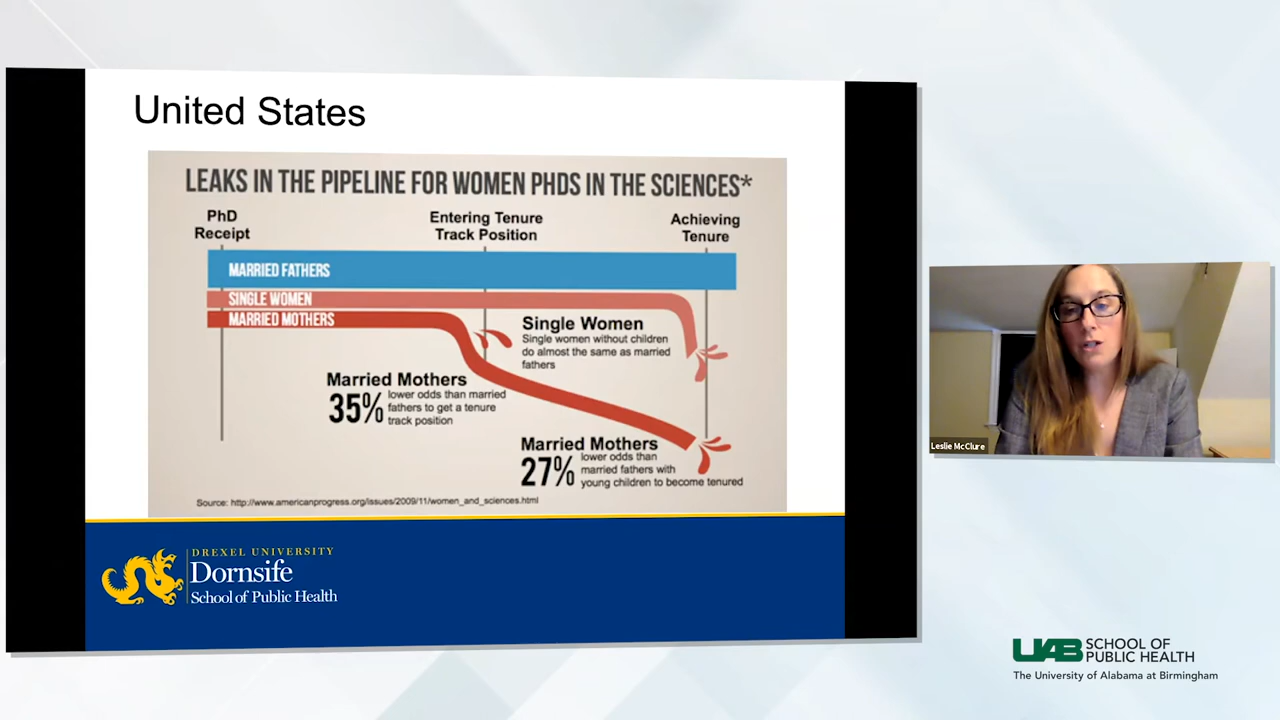 United States
LEAKS IN THE PIPELINE FOR WOMEN PHDS IN THE SCIENCES*
PhD
Receipt
Entering Tenure
Track Position
Achieving
Tenure
MARRIED FATHERS
SINGLE WOMEN
MARRIED MOTHERS
Single Women
Single women without children
do almost the same as married
fathers
Married Mothers
35% lower odds than married
fathers to get a tenure
track position
Married Mothers
27% lower odds than
married fathers with
young children to become tenured
Source: http://www.americanprogress.org/issues/2009/11/women_and_sciences.html
DREXEL UNIVERSITY
Dornsife
School of Public Health
Leslie McClure
UAB SCHOOL OF
PUBLIC HEALTH
The University of Alabama at Birmingham